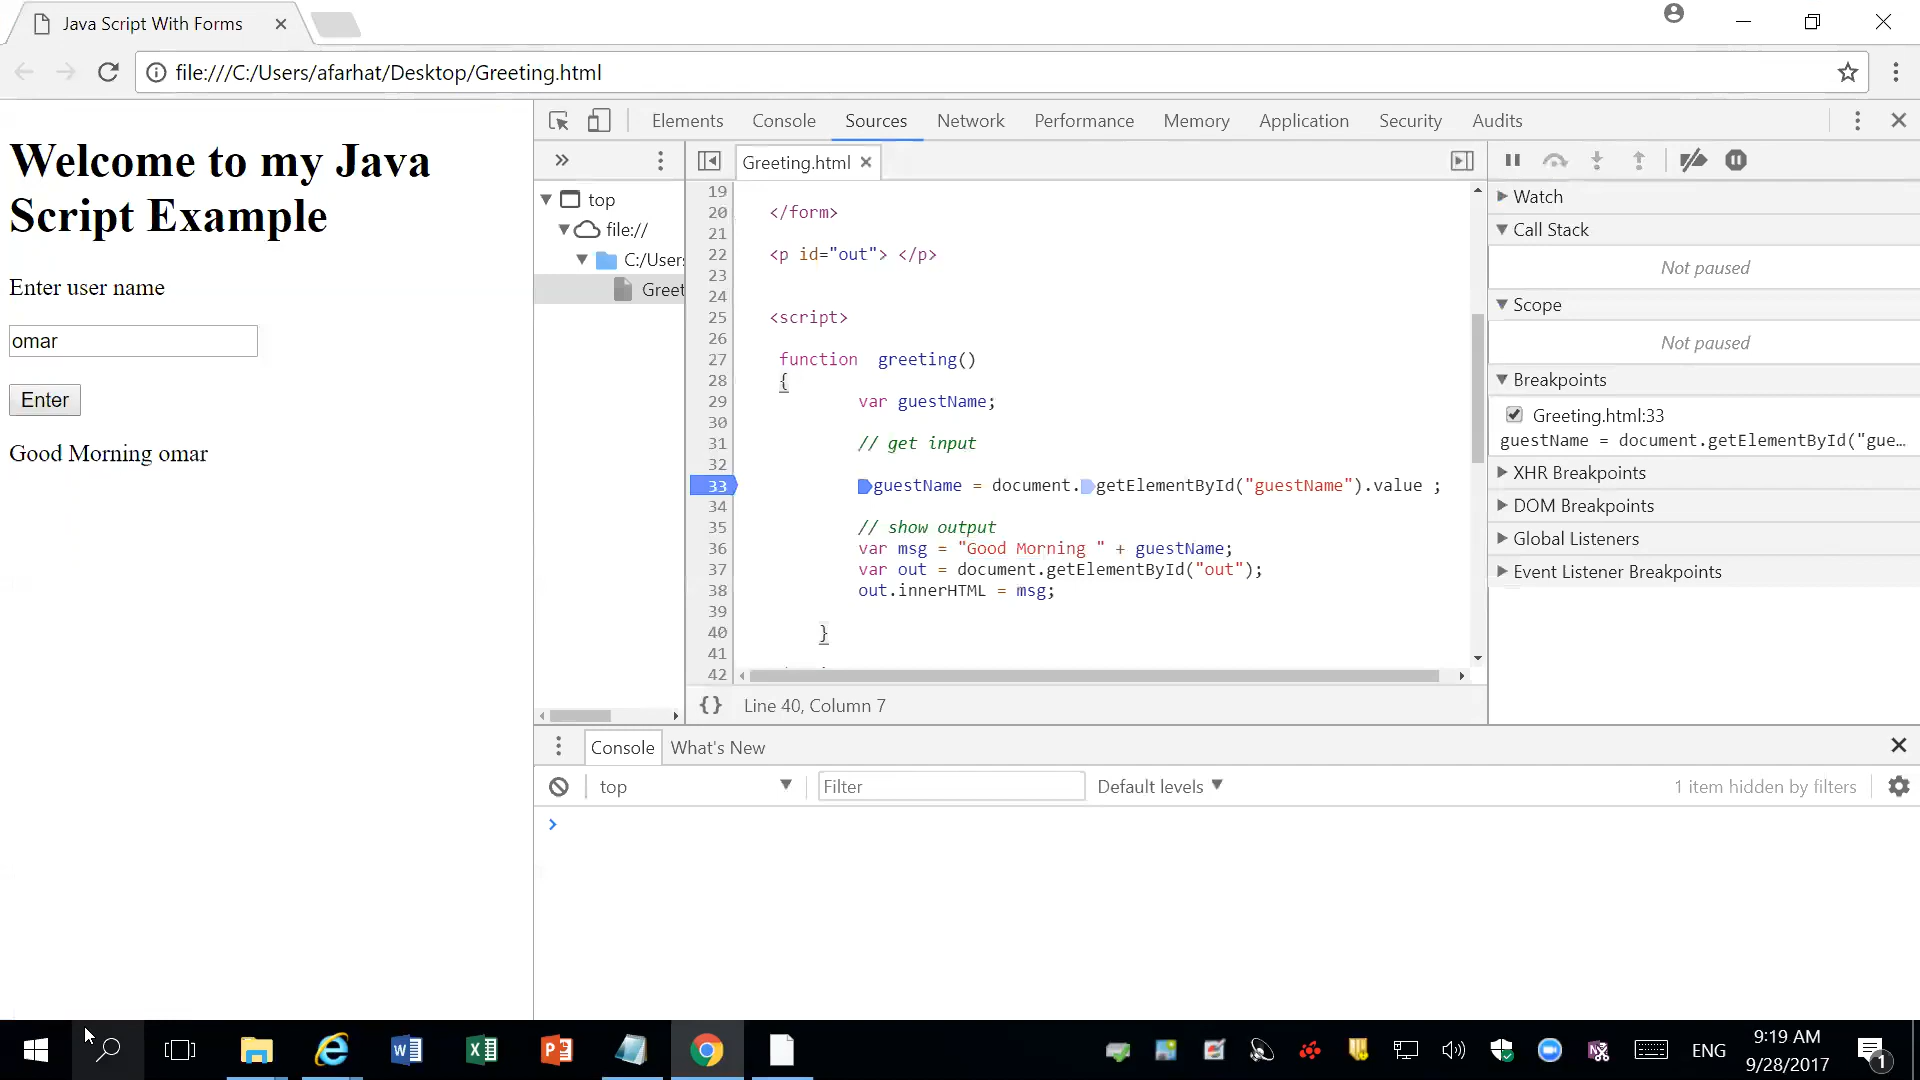 Java Script With Forms
file:///C:/Users/afarhat/Desktop/Greeting.html
Welcome to my Java
Script Example
Enter user name
omar
Enter
Good Morning omar
Elements Console Sources Network Performance Memory Application Security Audits
top
file://
C:/Users
Greet
Greeting.html
19
20 </form>
21
22 <p id="out"> </p>
23
24
25 <script>
26
27 function  greeting()
28 {
29 var guestName;
30
31 // get input
32
33 guestName = document.getElementById("guestName").value ;
34
35 // show output
36 var msg = "Good Morning " + guestName;
37 var out = document.getElementById("out");
38 out.innerHTML = msg;
39
40 }
41
42
{} Line 40, Column 7
Watch
Call Stack
Not paused
Scope
Not paused
Breakpoints
Greeting.html:33
guestName = document.getElementById("gue…
XHR Breakpoints
DOM Breakpoints
Global Listeners
Event Listener Breakpoints
Console What's New
top Filter Default levels 1 item hidden by filters
ENG
9:19 AM
9/28/2017
1